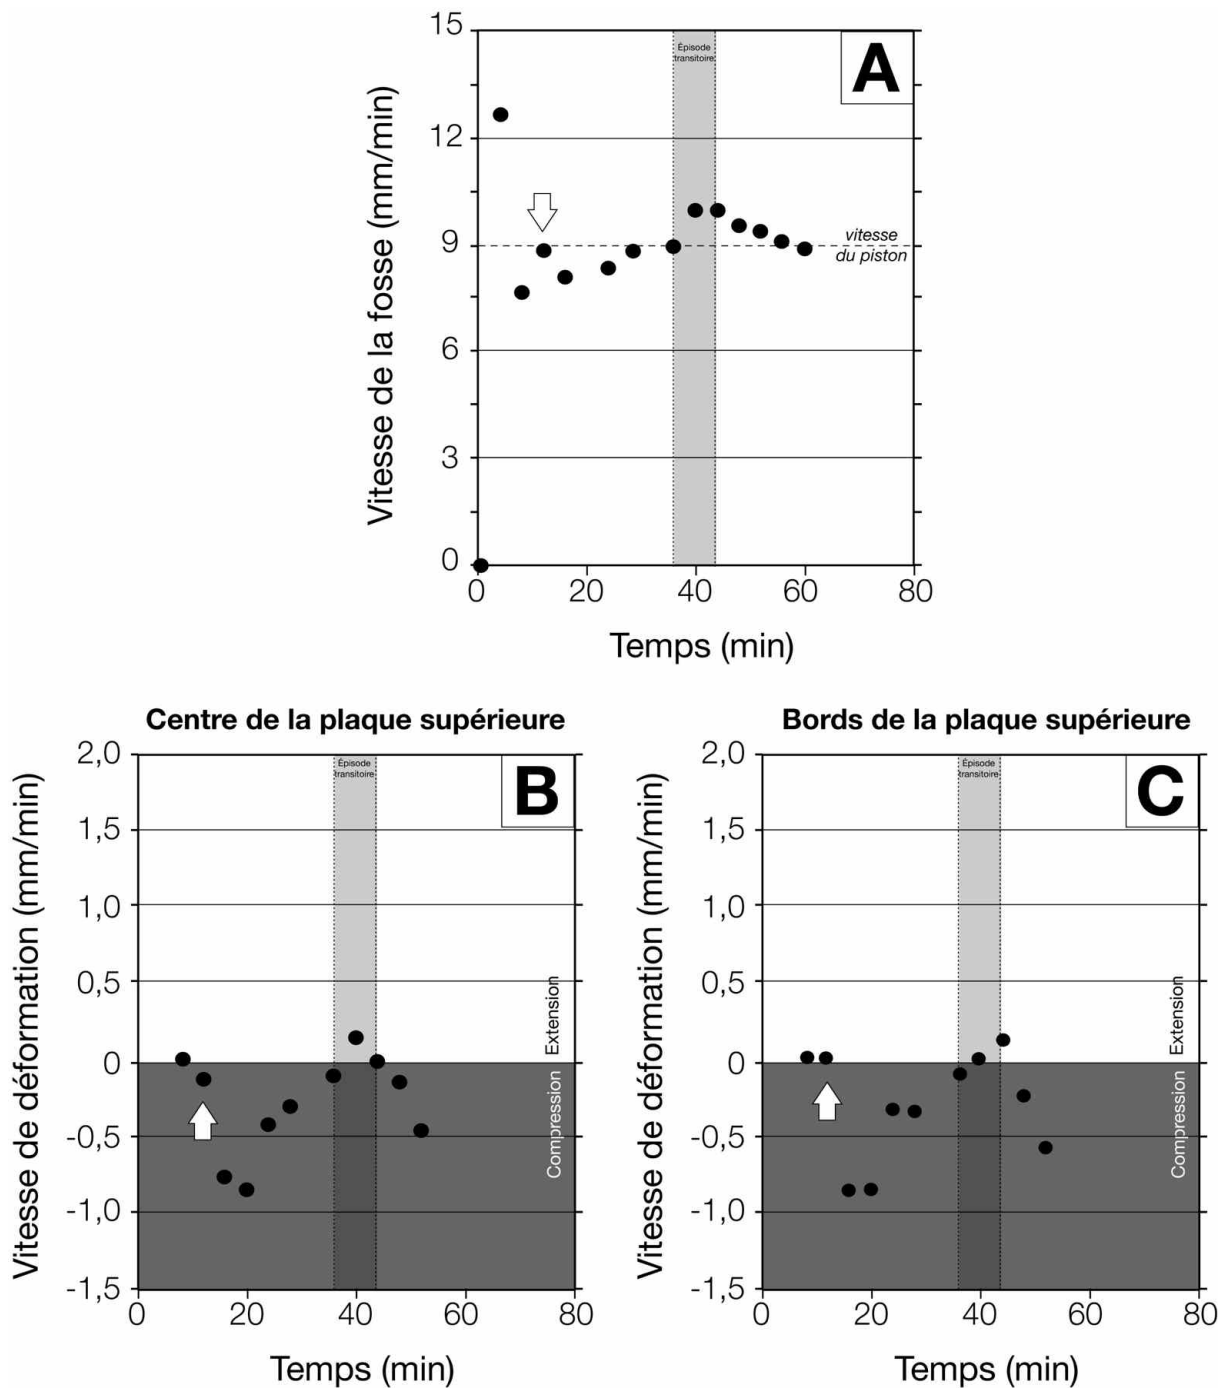 15
12
9
6
3
0
Vitesse de la fosse (mm/min)
Épisode
transitoire
A
vitesse
du piston
0 20 40 60 80
Temps (min)
Centre de la plaque supérieure
2,0
1,5
1,0
0,5
0
-0,5
-1,0
-1,5
Vitesse de déformation (mm/min)
Épisode
transitoire
B
Extension
Compression
0 20 40 60 80
Temps (min)
Bords de la plaque supérieure
2,0
1,5
1,0
0,5
0
-0,5
-1,0
-1,5
Vitesse de déformation (mm/min)
Épisode
transitoire
C
Extension
Compression
0 20 40 60 80
Temps (min)